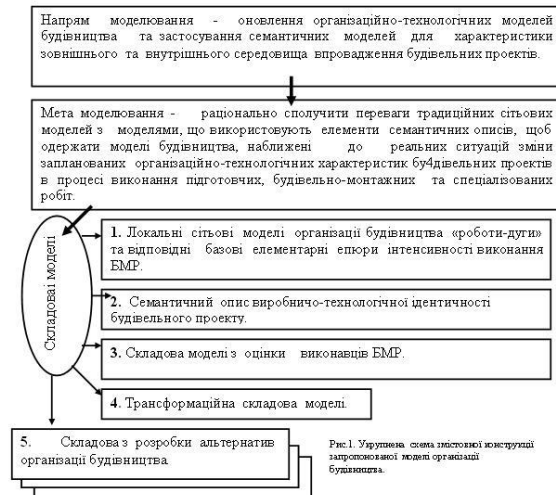 Напрям моделювання - оновлення організаційно-технологічних моделей
будівництва та застосування семантичних моделей для характеристики
зовнішнього та внутрішнього середовища впровадження будівельних проектів.
Мета моделювання - раціонально сполучити переваги традиційних сітьових
моделей з моделями, що використовують елементи семантичних описів, щоб
одержати моделі будівництва, наближені до реальних ситуацій зміни
запланованих організаційно-технологічних характеристик бу4дівельних проектів
в процесі виконання підготовчих, будівельно-монтажних та спеціалізованих
робіт.
Складоваі моделі
1. Локальні сітьові моделі організації будівництва «роботи-дуги»
та відповідні базові елементарні епюри інтенсивності виконання
БМР.
2. Семантичний опис виробничо-технологічної ідентичності
будівельного проекту.
3. Складова моделі з оцінки виконавців БМР.
4. Трансформаційна складова моделі.
5. Складова з розробки альтернатив
організації будівництва
Рис.1. Укрупнена схема змістовної конструкції
запропонованої моделі організації
будівництва.